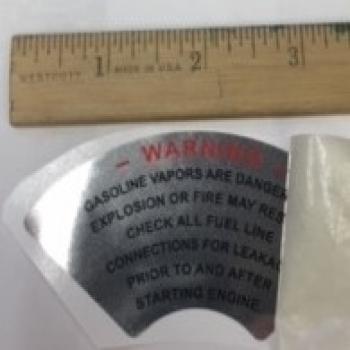 1 2 3
WESTCOTT MADE IN U.S.A.
- WARNING -
GASOLINE VAPORS ARE DANGER
EXPLOSION OR FIRE MAY RES
CHECK ALL FUEL LINE
CONNECTIONS FOR LEAKAG
PRIOR TO AND AFTER
STARTING ENGINE